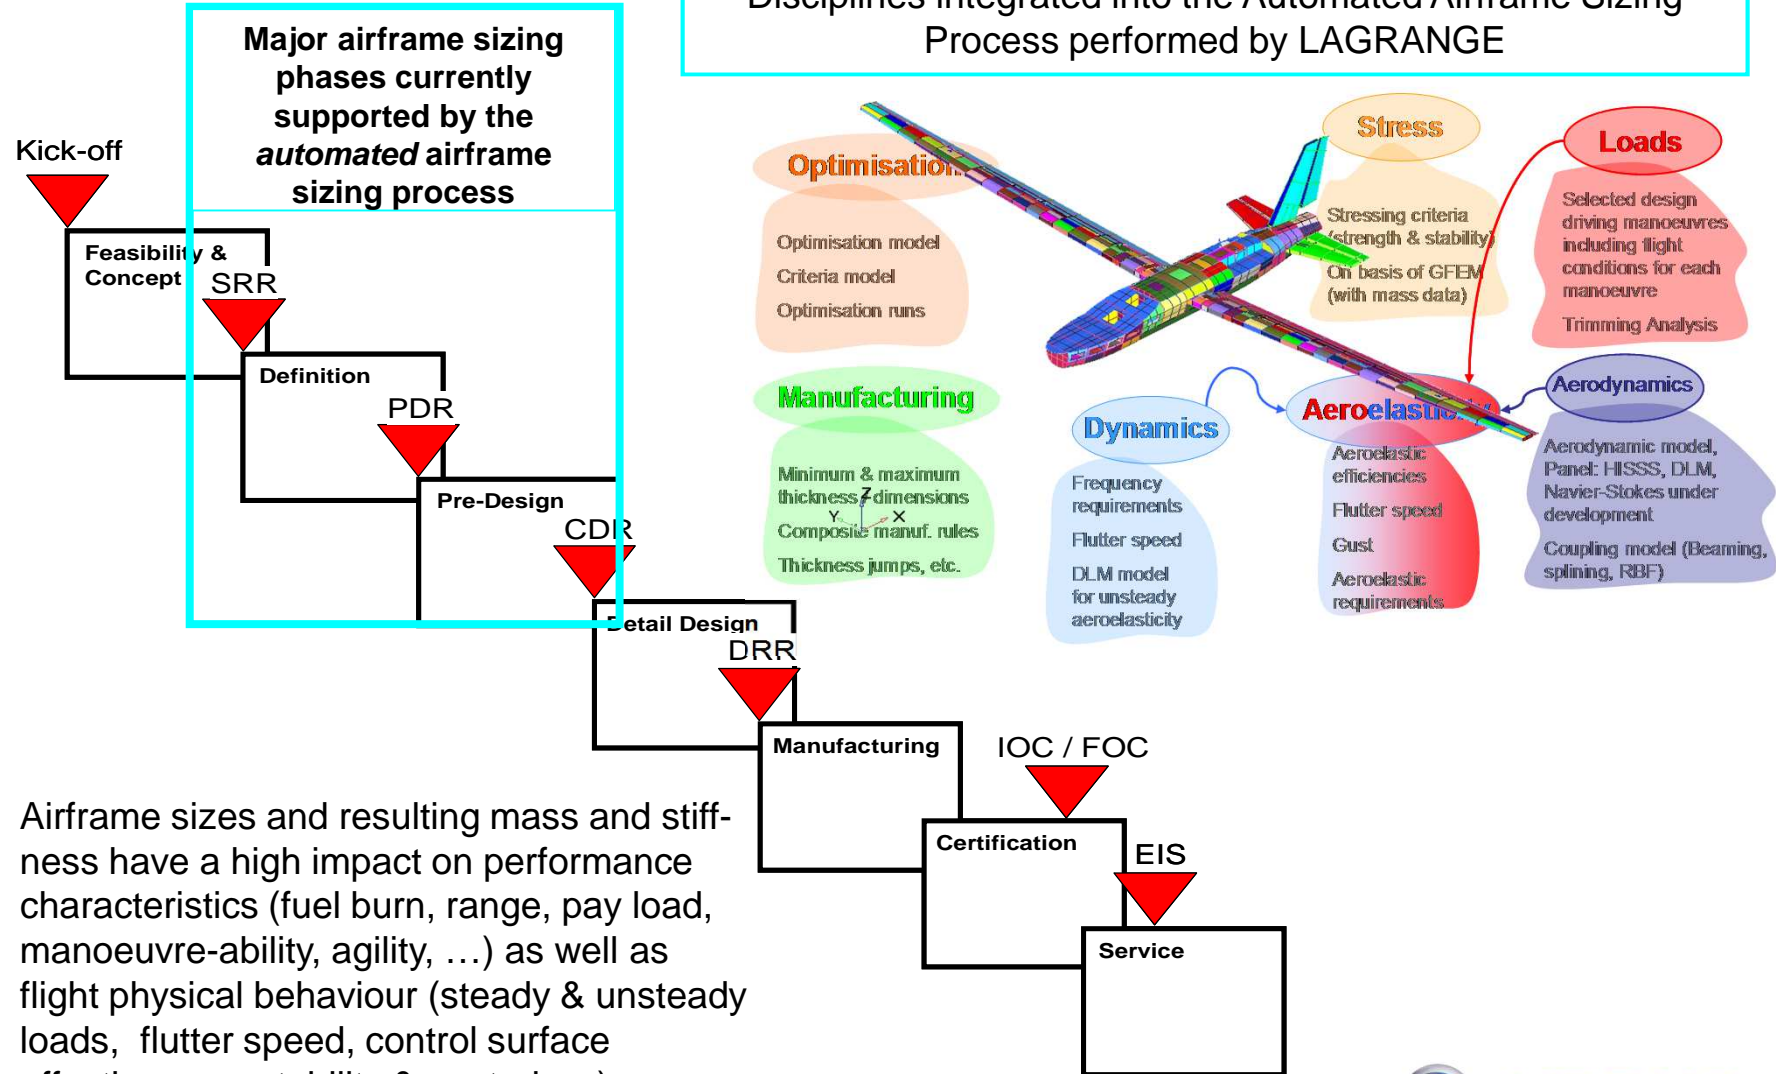 Disciplines integrated into the Automated Airframe Sizing
Process performed by LAGRANGE
Major airframe sizing
phases currently
supported by the
automated airframe
sizing process
Kick-off
Feasibility &
Concept
SRR
Definition
PDR
Pre-Design
CDR
Detail Design
DRR
Manufacturing
IOC / FOC
Certification
EIS
Service
Optimisation
Optimisation model
Criteria model
Optimisation runs
Stress
Stressing criteria
(strength & stability)
On basis of GFEM
(with mass data)
Loads
Selected design
driving manoeuvres
including flight
conditions for each
manoeuvre
Trimming Analysis
Manufacturing
Minimum & maximum
thickness / dimensions
Composite manuf. rules
Thickness jumps, etc.
Z
Y
X
Dynamics
Frequency
requirements
Flutter speed
DLM model
for unsteady
aeroelasticity
Aeroelasticity
Aeroelastic
efficiencies
Flutter speed
Gust
Aeroelastic
requirements
Aerodynamics
Aerodynamic model,
Panel: HISSS, DLM,
Navier-Stokes under
development
Coupling model (Beaming,
splining, RBF)
Airframe sizes and resulting mass and stiff-
ness have a high impact on performance
characteristics (fuel burn, range, pay load,
manoeuvre-ability, agility, …) as well as
flight physical behaviour (steady & unsteady
loads, flutter speed, control surface